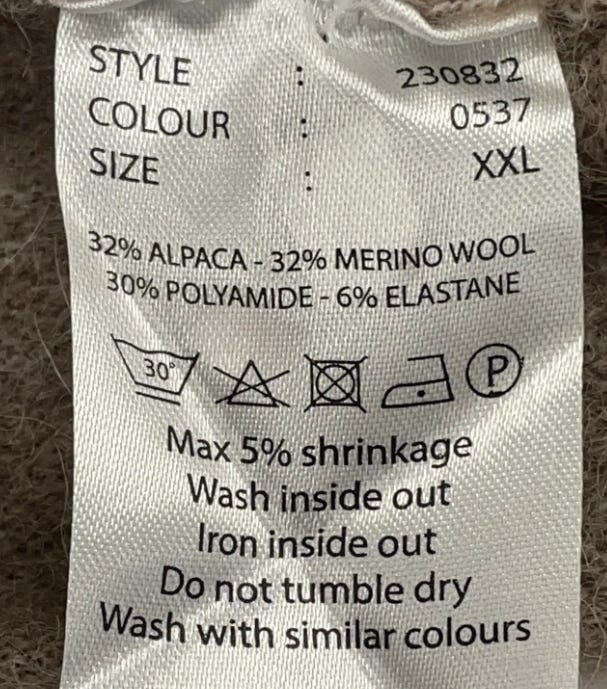 STYLE : 230832
COLOUR : 0537
SIZE : XXL
32% ALPACA - 32% MERINO WOOL
30% POLYAMIDE - 6% ELASTANE
30° P
Max 5% shrinkage
Wash inside out
Iron inside out
Do not tumble dry
Wash with similar colours